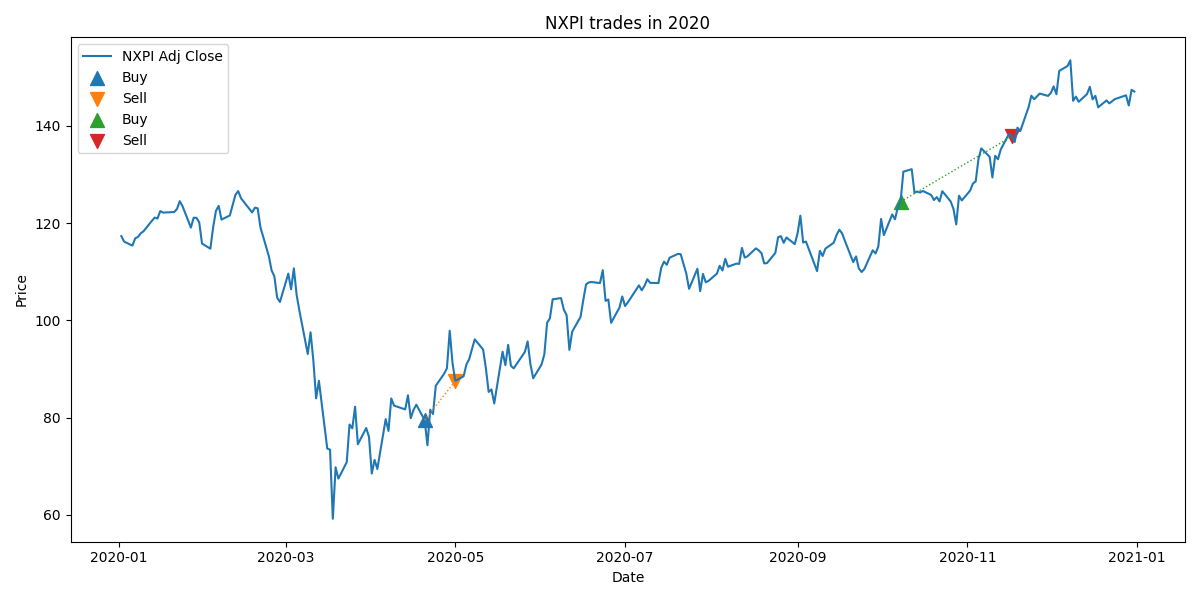 NXPI trades in 2020
NXPI Adj Close
Buy
Sell
Buy
Sell
140
120
100
80
60
Price
2020-01 2020-03 2020-05 2020-07 2020-09 2020-11 2021-01
Date